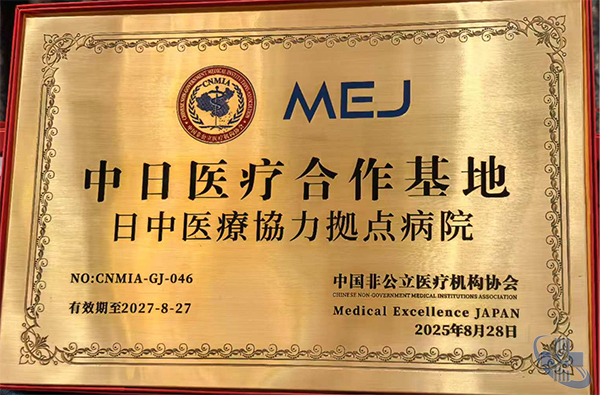 CNMIA
MEJ
中日医疗合作基地
日中医療協力拠点病院
NO:CNMIA-GJ-046
有效期至2027-8-27
中国非公立医疗机构协会
CHINESE NON-GOVERNMENT MEDICAL INSTITUTIONS ASSOCIATION
Medical Excellence JAPAN
2025年8月28日